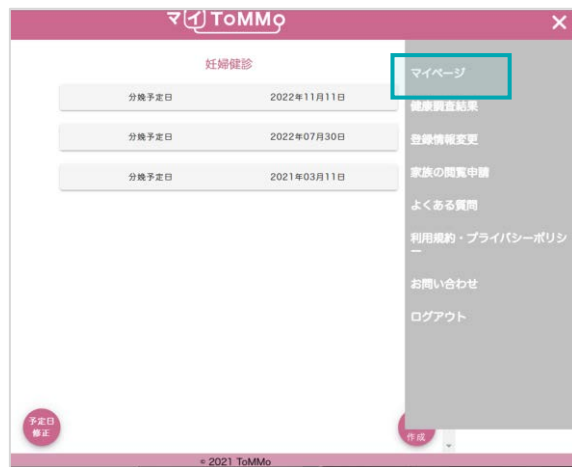 マイToMMo
×
妊婦健診
分娩予定日 2022年11月11日
分娩予定日 2022年07月30日
分娩予定日 2021年03月11日
マイページ
健康調査結果
登録情報変更
家族の閲覧申請
よくある質問
利用規約・プライバシーポリシ
ー
お問い合わせ
ログアウト
予定日
修正
作成
© 2021 ToMMo